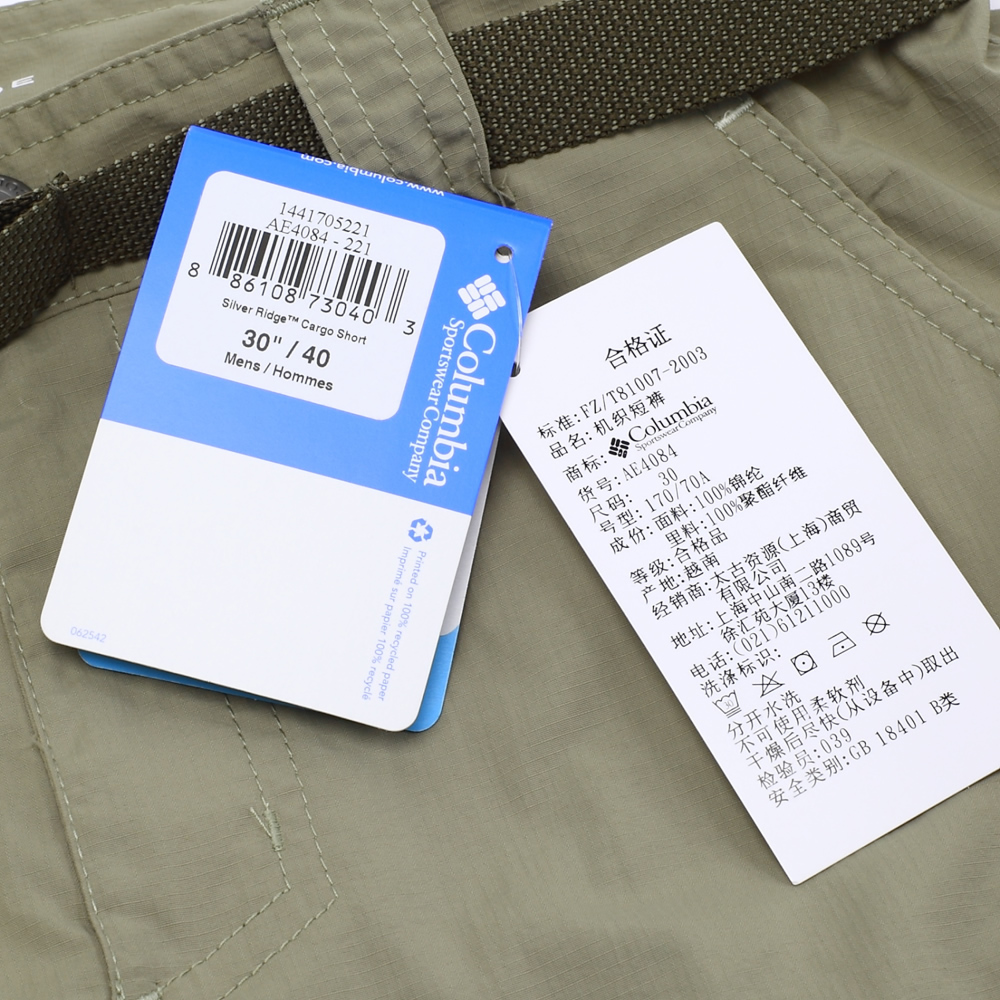 www.columbia.com
1441705221
AE4084 - 221
8 86108 73040 3
Silver Ridge™ Cargo Short
30" / 40
Mens / Hommes
Columbia
Sportswear Company
Printed on 100% recycled paper
Imprimé sur papier 100% recyclé
062542
合格证
标准:FZ/T81007-2003
品名:机织短裤
商标:Columbia
Sportswear Company
货号:AE4084
尺码: 30
号型:170/70A
成份:面料:100%锦纶
里料:100%聚酯纤维
等级:合格品
产地:越南
经销商:太古资源(上海)商贸
有限公司
地址:上海中山南二路1089号
徐汇苑大厦13楼
电话:(021)61211000
洗涤标识:
分开水洗
不可使用柔软剂
干燥后尽快(从设备中)取出
检验员:039
安全类别:GB 18401 B类